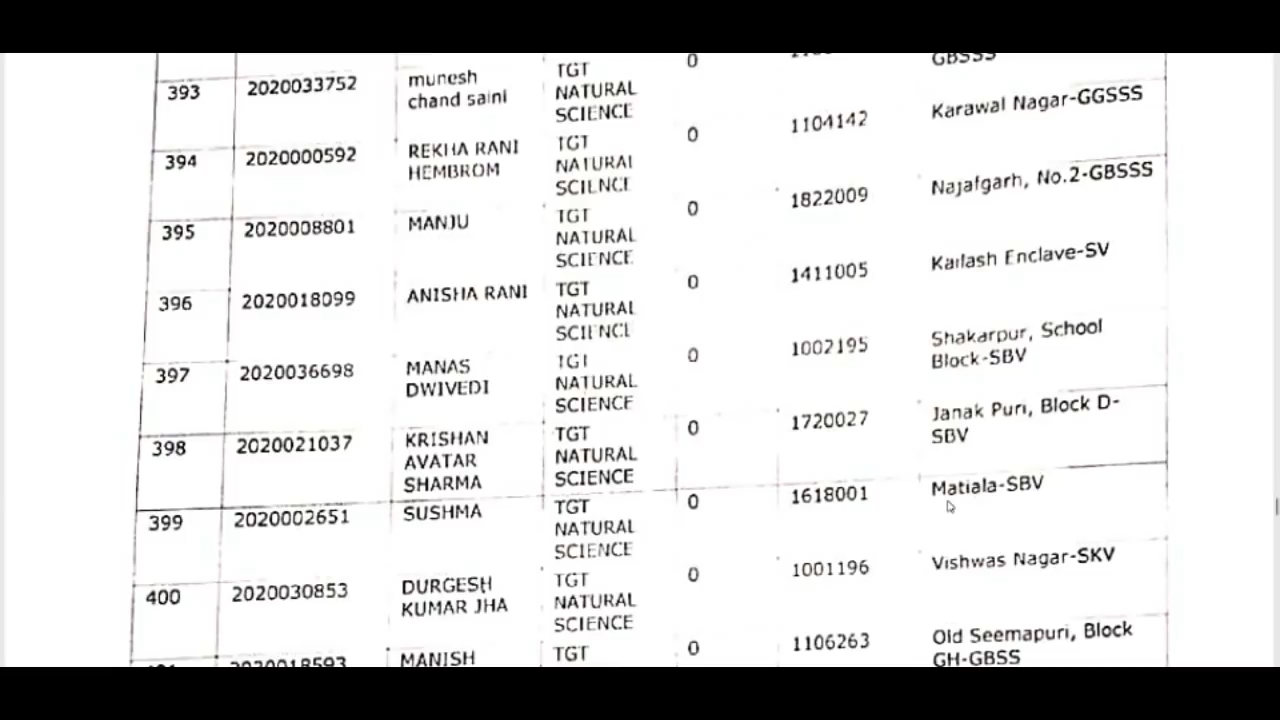 393 2020033752 munesh chand saini TGT NATURAL SCIENCE 0 GBSSS
394 2020000592 REKHA RANI HEMBROM TGT NATURAL SCIENCE 0 1104142 Karawal Nagar-GGSSS
395 2020008801 MANJU TGT NATURAL SCIENCE 0 1822009 Najafgarh, No.2-GBSSS
396 2020018099 ANISHA RANI TGT NATURAL SCIENCE 0 1411005 Kailash Enclave-SV
397 2020036698 MANAS DWIVEDI TGT NATURAL SCIENCE 0 1002195 Shakarpur, School Block-SBV
398 2020021037 KRISHAN AVATAR SHARMA TGT NATURAL SCIENCE 0 1720027 Janak Puri, Block D-SBV
399 2020002651 SUSHMA TGT NATURAL SCIENCE 0 1618001 Matiala-SBV
400 2020030853 DURGESH KUMAR JHA TGT NATURAL SCIENCE 0 1001196 Vishwas Nagar-SKV
2020018593 MANISH TGT 0 1106263 Old Seemapuri, Block GH-GBSS